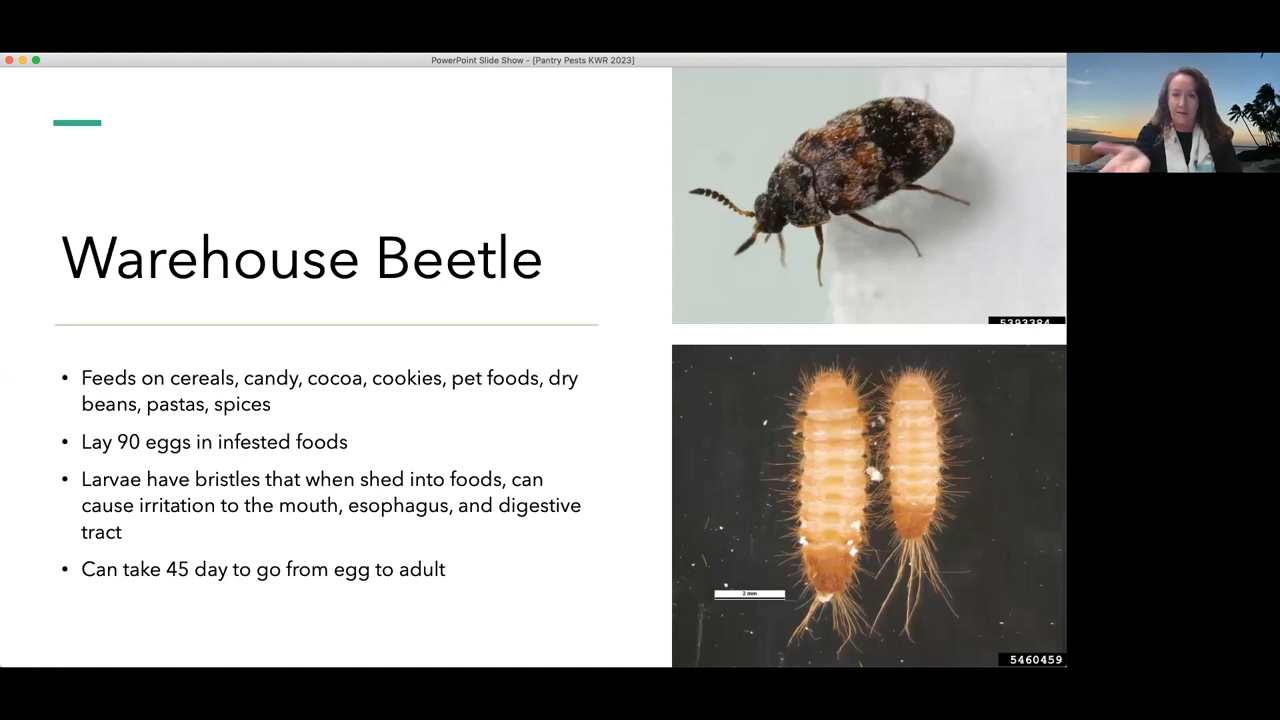 PowerPoint Slide Show - [Pantry Pests KWR 2023]
Warehouse Beetle
• Feeds on cereals, candy, cocoa, cookies, pet foods, dry
beans, pastas, spices
• Lay 90 eggs in infested foods
• Larvae have bristles that when shed into foods, can
cause irritation to the mouth, esophagus, and digestive
tract
• Can take 45 day to go from egg to adult
5393384
2 mm
5460459